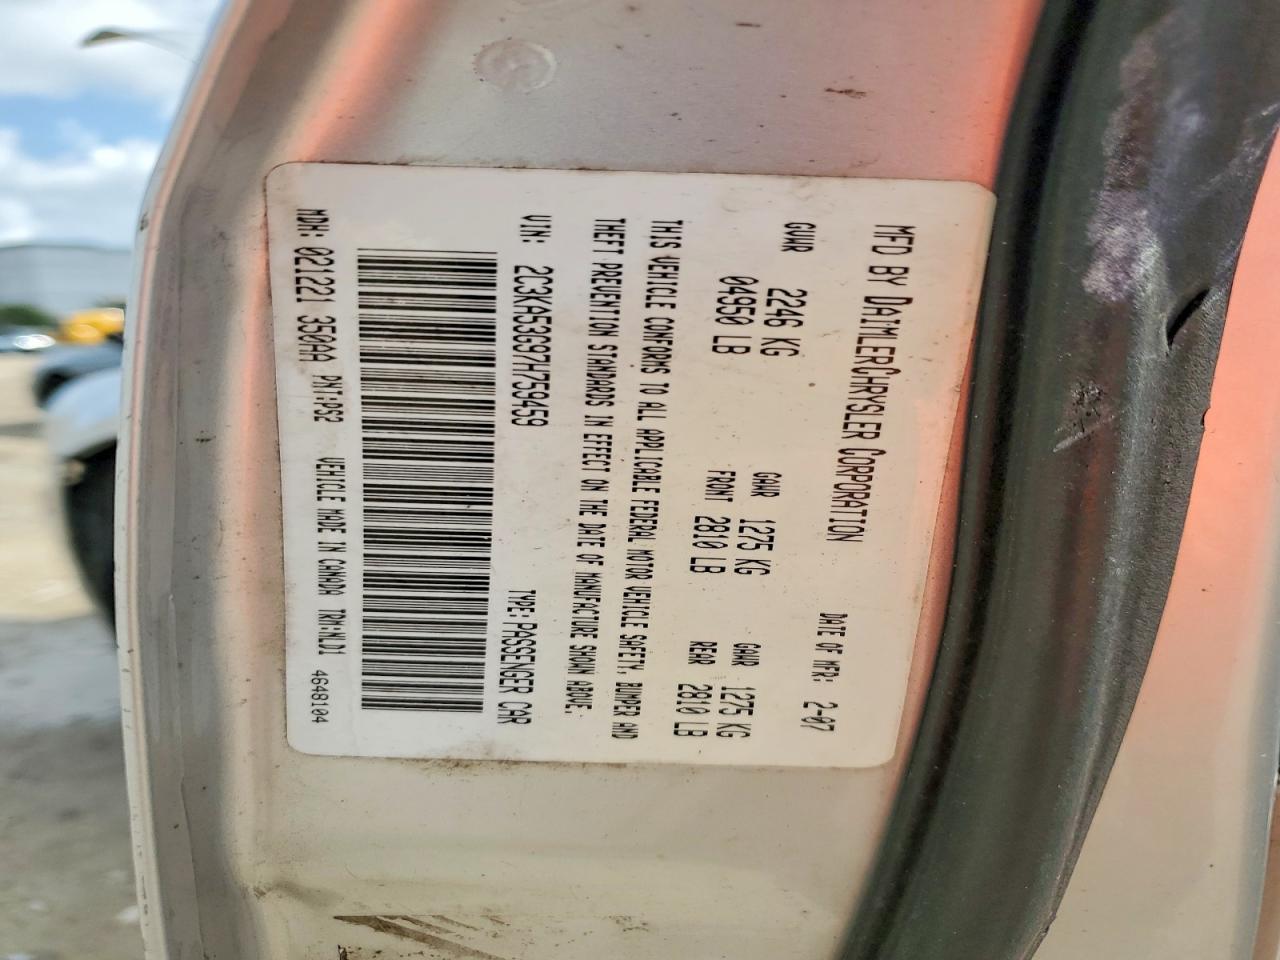 MFD BY DAIMLERCHRYSLER CORPORATION
DATE OF MFR: 2-07
GVWR 2246 KG
04950 LB
GAWR FRONT 1275 KG
2810 LB
GAWR REAR 1275 KG
2810 LB
THIS VEHICLE CONFORMS TO ALL APPLICABLE FEDERAL MOTOR VEHICLE SAFETY, BUMPER AND
THEFT PREVENTION STANDARDS IN EFFECT ON THE DATE OF MANUFACTURE SHOWN ABOVE.
VIN: 2C3KA53G97H759459 TYPE: PASSENGER CAR
MDH: 021221 3504AA PNT:PS2 VEHICLE MADE IN CANADA TRM:NLD1 4648104